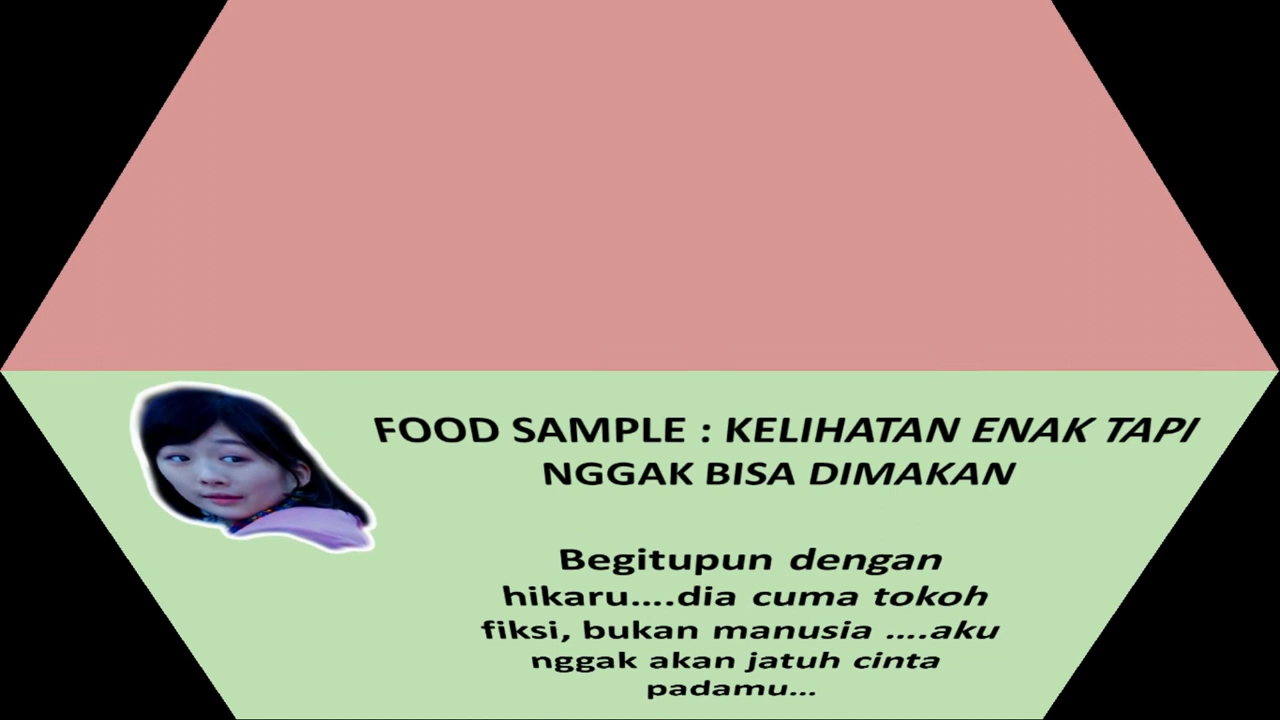 FOOD SAMPLE : KELIHATAN ENAK TAPI
NGGAK BISA DIMAKAN
Begitupun dengan
hikaru....dia cuma tokoh
fiksi, bukan manusia ....aku
nggak akan jatuh cinta
padamu...